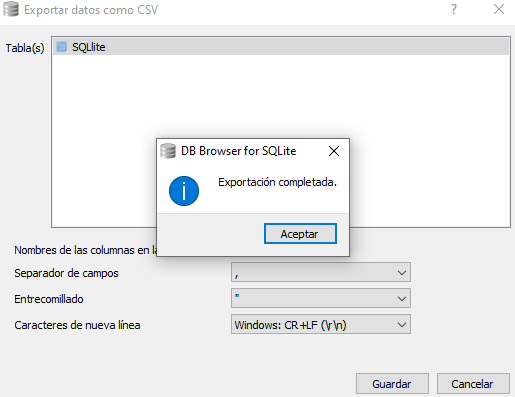 Exportar datos como CSV
Tabla(s)
SQLlite
DB Browser for SQLite
Exportación completada.
Aceptar
Nombres de las columnas en la
Separador de campos
,
Entrecomillado
"
Caracteres de nueva línea
Windows: CR+LF (\r\n)
Guardar
Cancelar